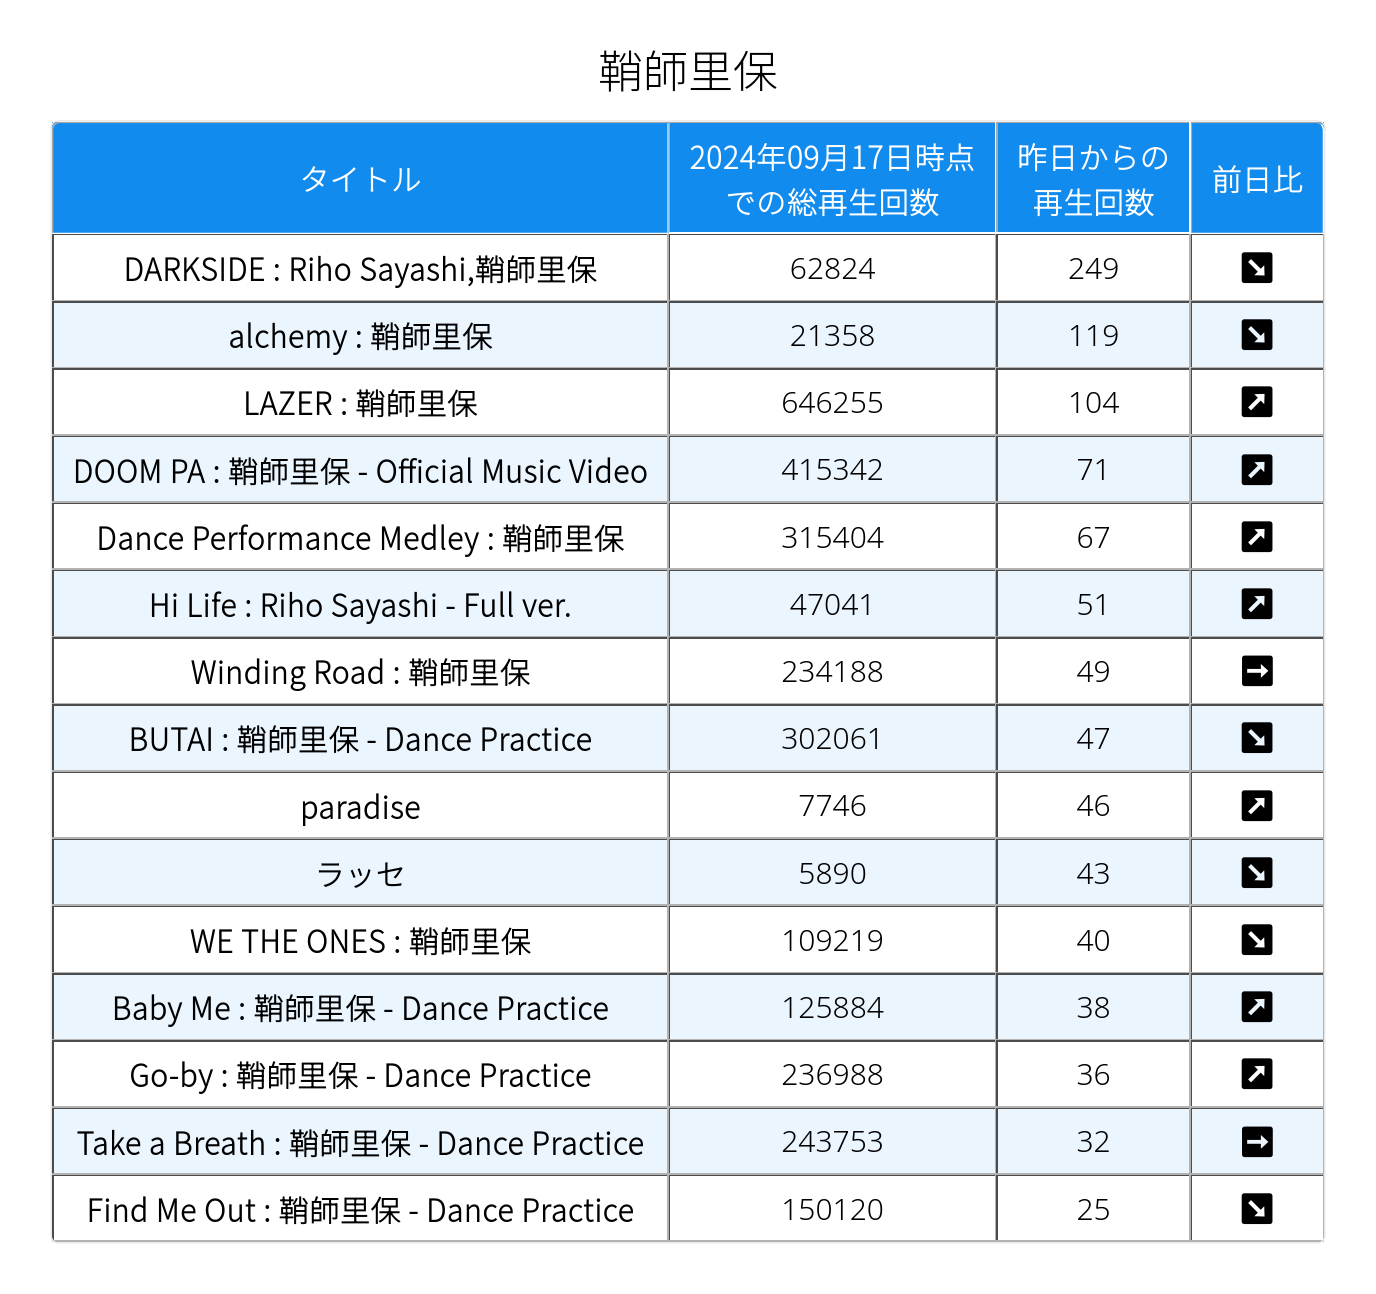 鞘師里保
タイトル 2024年09月17日時点での総再生回数 昨日からの再生回数 前日比
DARKSIDE : Riho Sayashi,鞘師里保 62824 249 ↘
alchemy : 鞘師里保 21358 119 ↘
LAZER : 鞘師里保 646255 104 ↗
DOOM PA : 鞘師里保 - Official Music Video 415342 71 ↗
Dance Performance Medley : 鞘師里保 315404 67 ↗
Hi Life : Riho Sayashi - Full ver. 47041 51 ↗
Winding Road : 鞘師里保 234188 49 →
BUTAI : 鞘師里保 - Dance Practice 302061 47 ↘
paradise 7746 46 ↗
ラッセ 5890 43 ↘
WE THE ONES : 鞘師里保 109219 40 ↘
Baby Me : 鞘師里保 - Dance Practice 125884 38 ↗
Go-by : 鞘師里保 - Dance Practice 236988 36 ↗
Take a Breath : 鞘師里保 - Dance Practice 243753 32 →
Find Me Out : 鞘師里保 - Dance Practice 150120 25 ↘